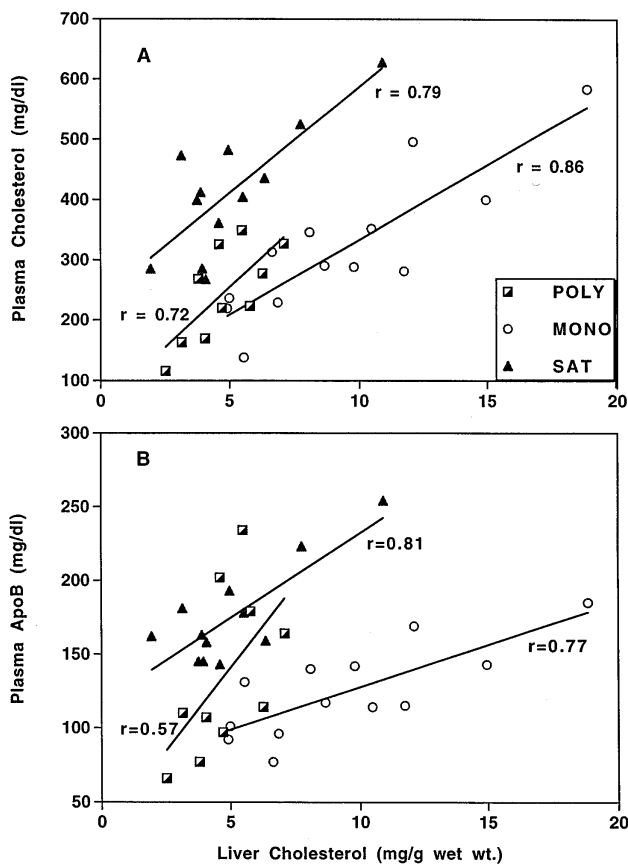 A
Plasma Cholesterol (mg/dl)
700
600
500
400
300
200
100
r = 0.79
r = 0.86
r = 0.72
POLY
MONO
SAT
0
5
10
15
20
B
Plasma ApoB (mg/dl)
300
250
200
150
100
50
r=0.81
r=0.77
r=0.57
0
5
10
15
20
Liver Cholesterol (mg/g wet wt.)